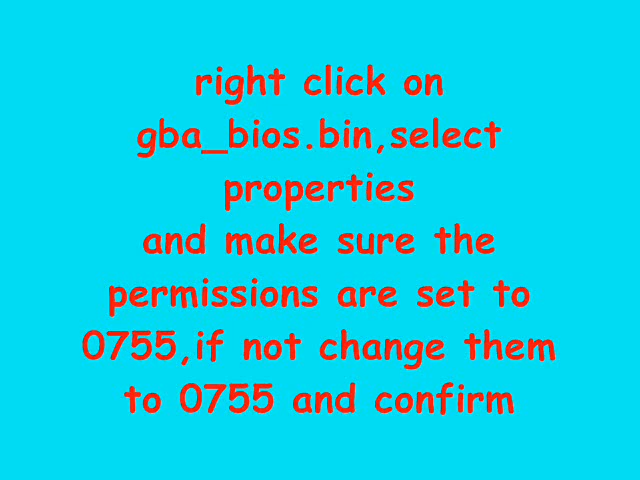 right click on
gba_bios.bin,select
properties
and make sure the
permissions are set to
0755,if not change them
to 0755 and confirm